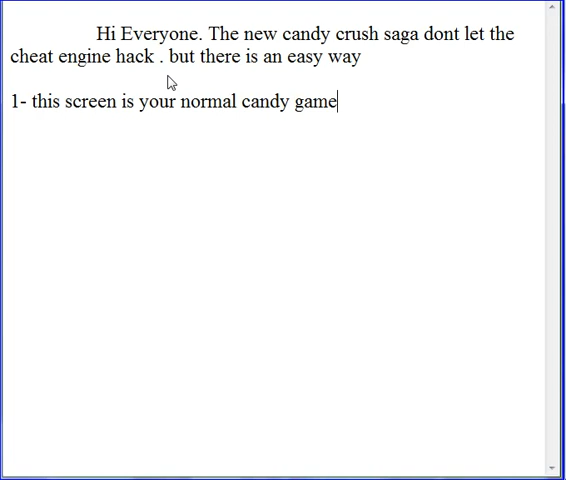 Hi Everyone. The new candy crush saga dont let the
cheat engine hack . but there is an easy way
1- this screen is your normal candy game